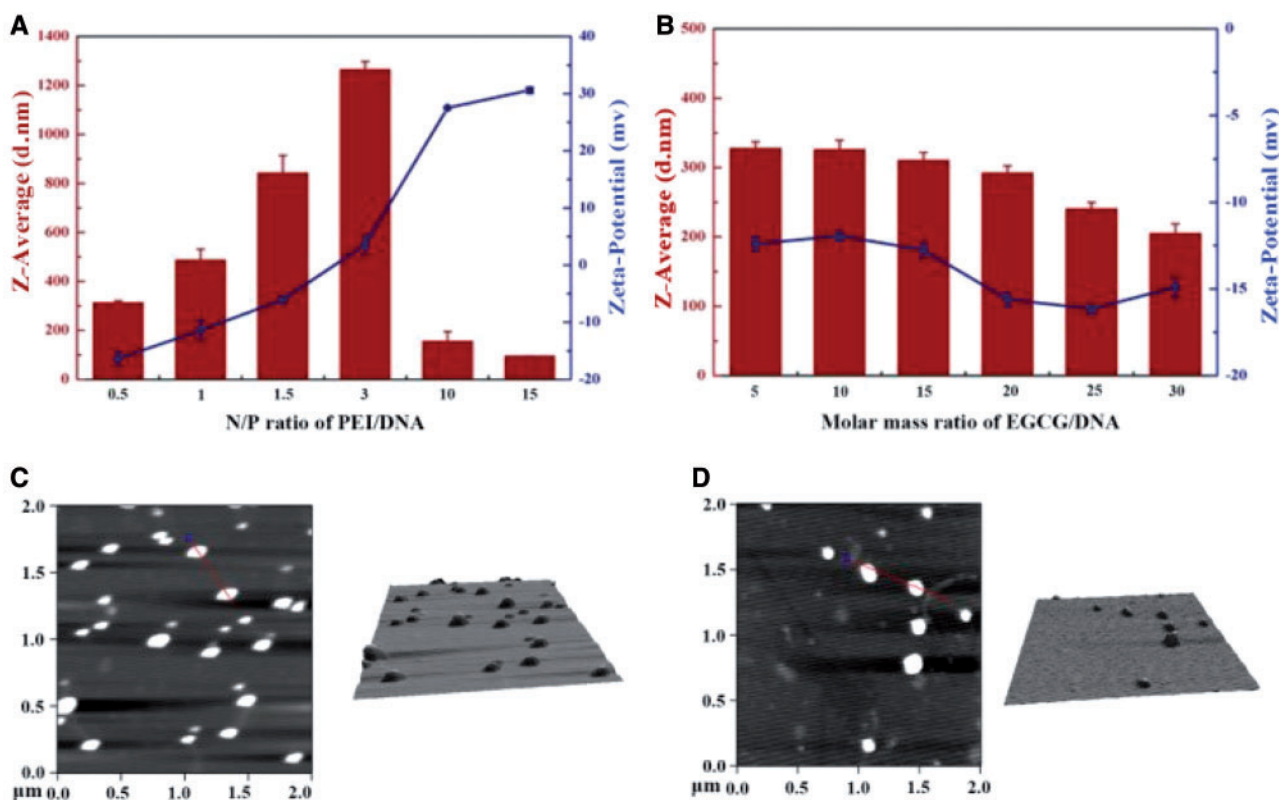 A
Z-Average (d.nm)
1400
1200
1000
800
600
400
200
0
0.5 1 1.5 3 10 15
N/P ratio of PEI/DNA
40
30
20
10
0
-10
-20
Zeta-Potential (mv)
B
Z-Average (d.nm)
500
400
300
200
100
0
5 10 15 20 25 30
Molar mass ratio of EGCG/DNA
0
-5
-10
-15
-20
Zeta-Potential (mv)
C
2.0
1.5
1.0
0.5
0.0
μm 0.0 0.5 1.0 1.5 2.0
D
2.0
1.5
1.0
0.5
0.0
μm 0.0 0.5 1.0 1.5 2.0